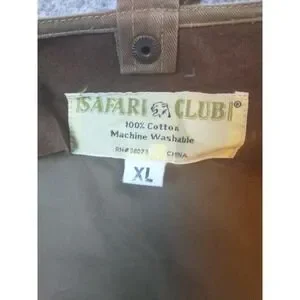 SAFARI CLUB®
100% Cotton
Machine Washable
CHINA
XL